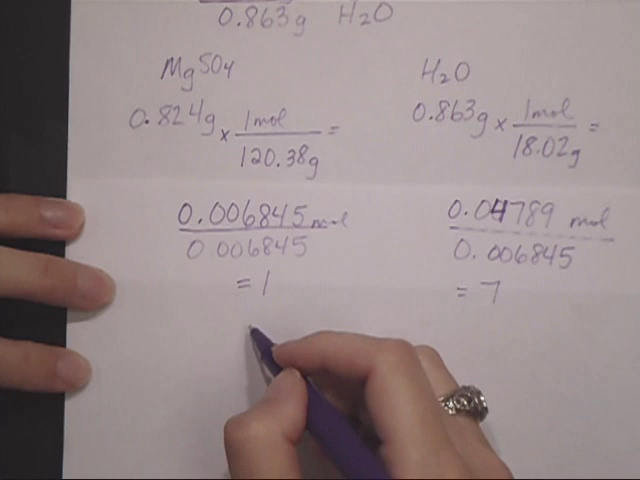 0.863g H₂O
MgSO₄ H₂O
0.824g × 1mol / 120.38g = 0.863g × 1mol / 18.02g =
0.006845 mol 0.04789 mol
0.006845 0.006845
= 1 = 7